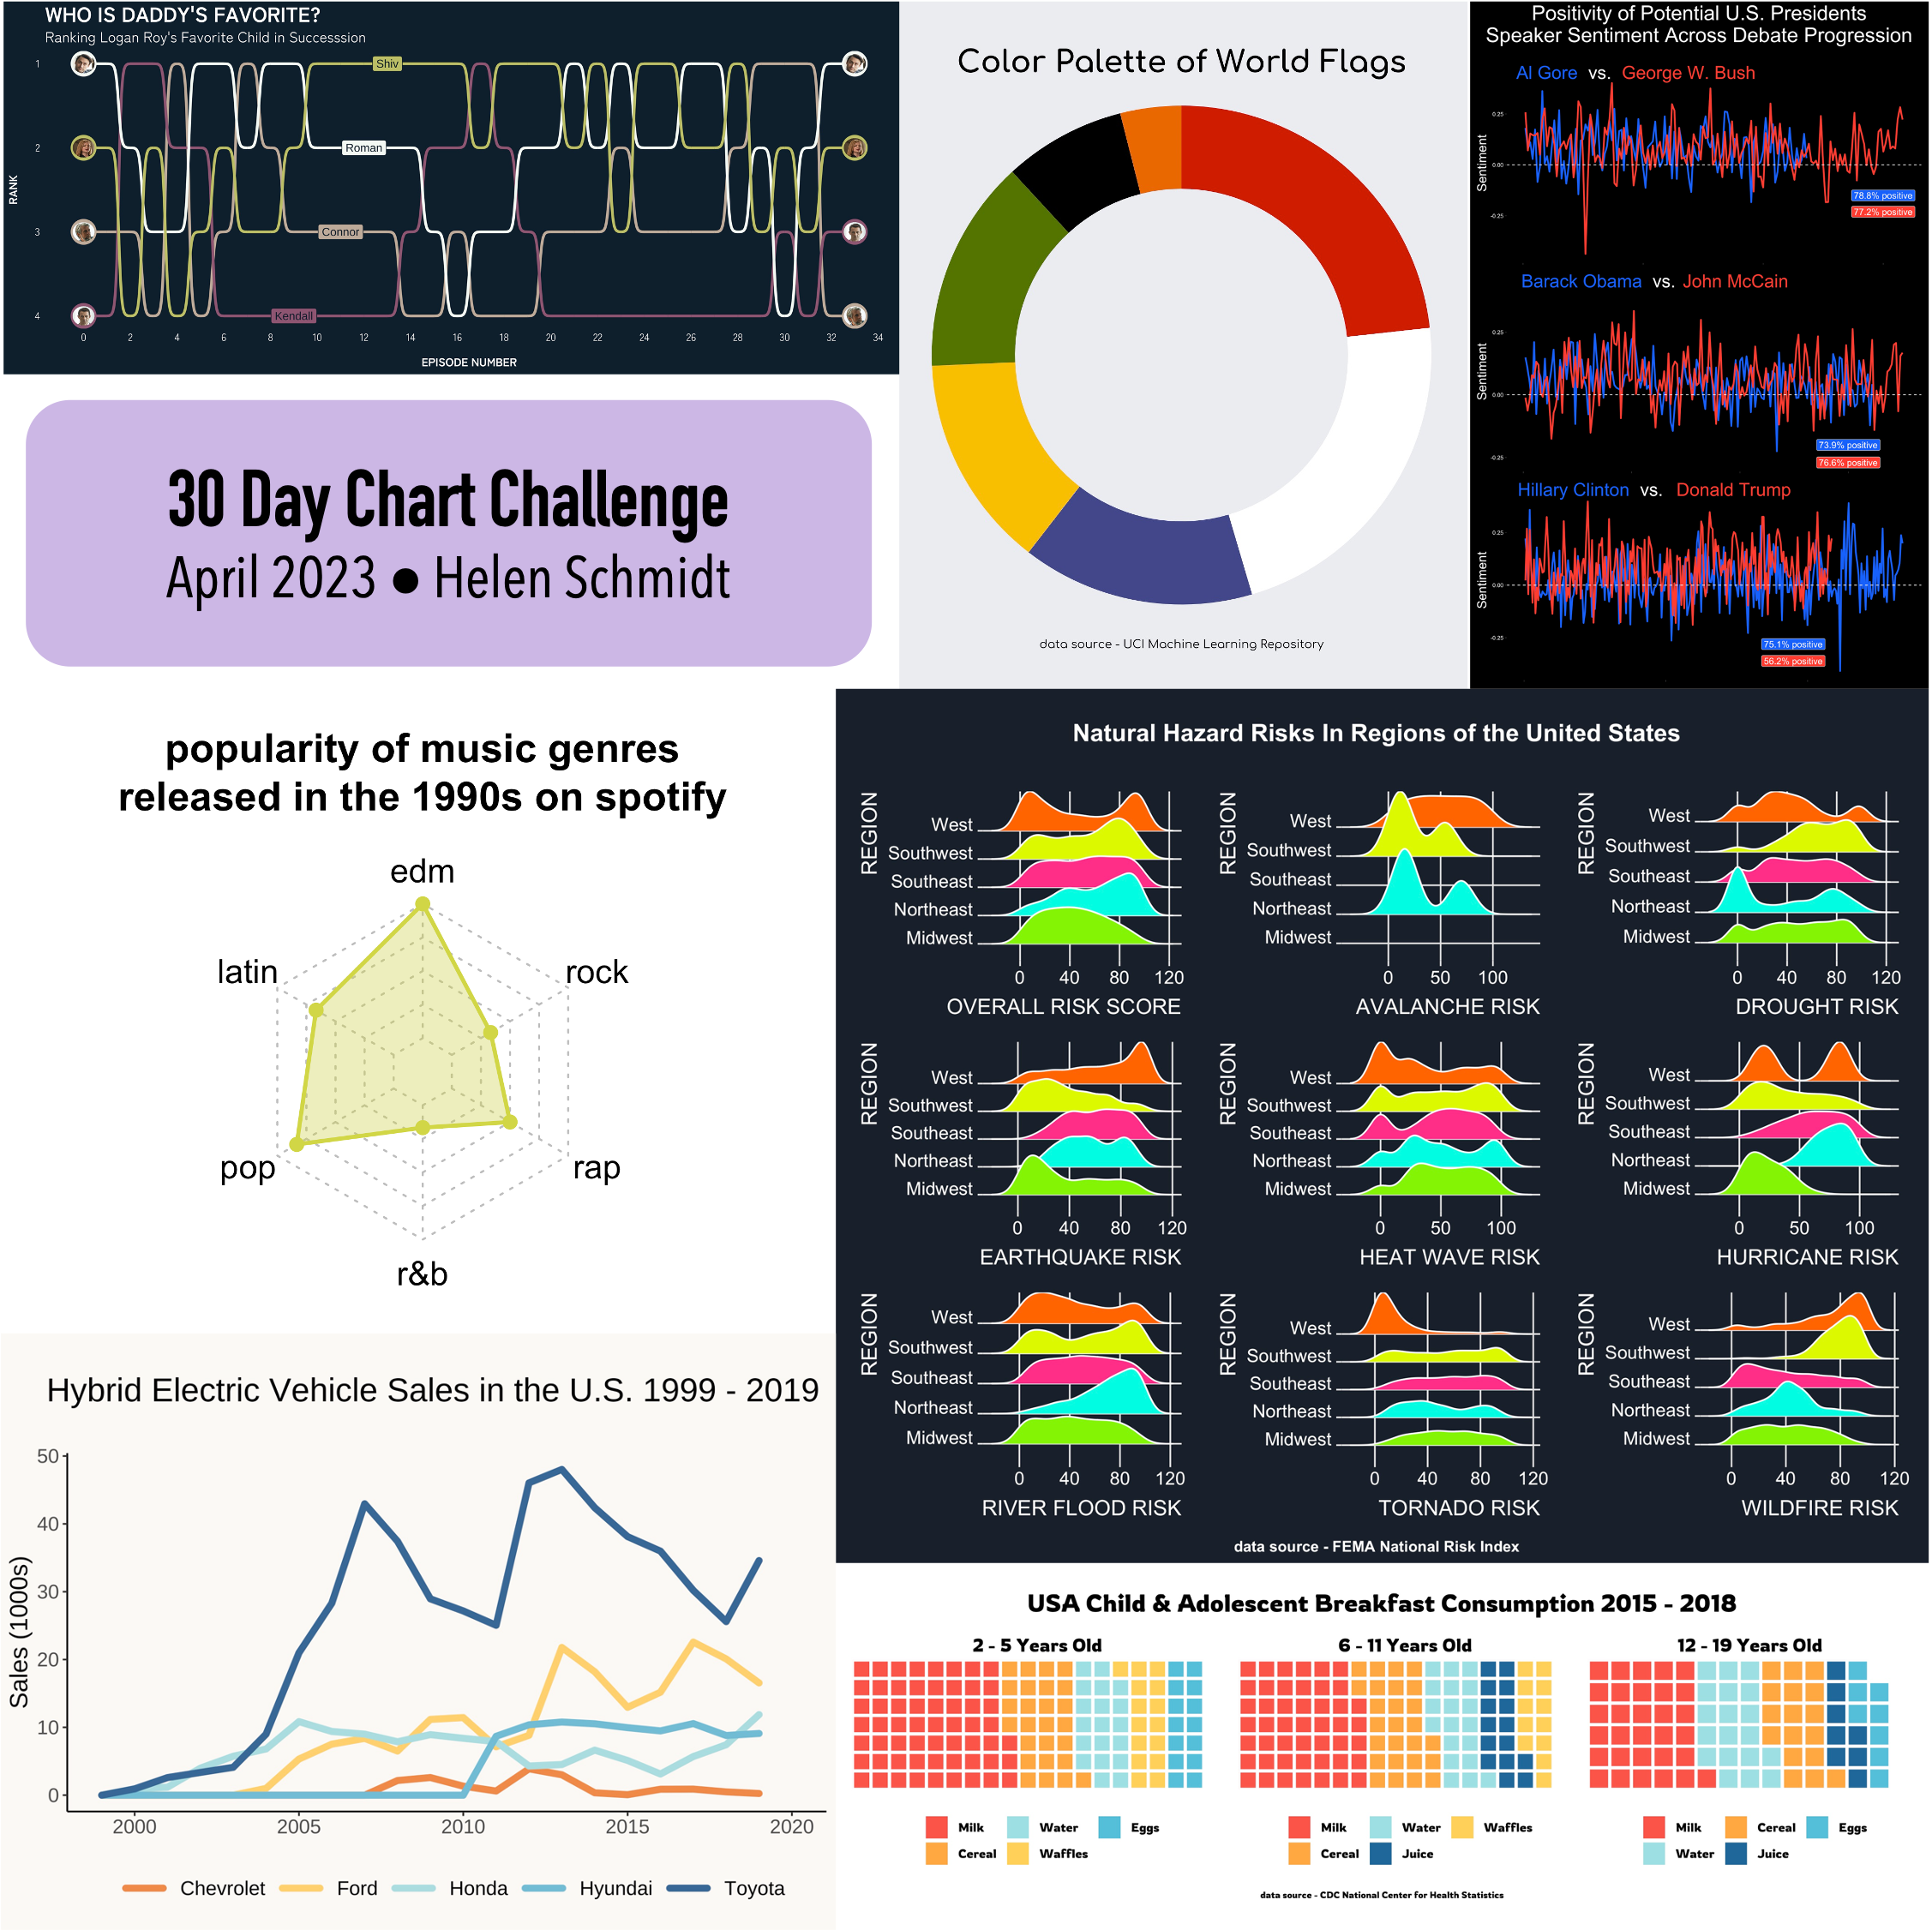 WHO IS DADDY'S FAVORITE?
Ranking Logan Roy's Favorite Child in Successsion
RANK
1
2
3
4
Shiv
Roman
Connor
Kendall
0 2 4 6 8 10 12 14 16 18 20 22 24 26 28 30 32 34
EPISODE NUMBER
30 Day Chart Challenge
April 2023 ● Helen Schmidt
Color Palette of World Flags
data source - UCI Machine Learning Repository
Positivity of Potential U.S. Presidents
Speaker Sentiment Across Debate Progression
Al Gore vs. George W. Bush
Sentiment
0.25
0.00
-0.25
78.8% positive
77.2% positive
Barack Obama vs. John McCain
Sentiment
0.25
0.00
-0.25
73.9% positive
76.6% positive
Hillary Clinton vs. Donald Trump
Sentiment
0.25
0.00
-0.25
75.1% positive
56.2% positive
popularity of music genres
released in the 1990s on spotify
edm
latin
rock
pop
rap
r&b
Natural Hazard Risks In Regions of the United States
REGION
West
Southwest
Southeast
Northeast
Midwest
0 40 80 120
OVERALL RISK SCORE
REGION
West
Southwest
Southeast
Northeast
Midwest
0 50 100
AVALANCHE RISK
REGION
West
Southwest
Southeast
Northeast
Midwest
0 40 80 120
DROUGHT RISK
REGION
West
Southwest
Southeast
Northeast
Midwest
0 40 80 120
EARTHQUAKE RISK
REGION
West
Southwest
Southeast
Northeast
Midwest
0 50 100
HEAT WAVE RISK
REGION
West
Southwest
Southeast
Northeast
Midwest
0 50 100
HURRICANE RISK
REGION
West
Southwest
Southeast
Northeast
Midwest
0 40 80 120
RIVER FLOOD RISK
REGION
West
Southwest
Southeast
Northeast
Midwest
0 40 80 120
TORNADO RISK
REGION
West
Southwest
Southeast
Northeast
Midwest
0 40 80 120
WILDFIRE RISK
data source - FEMA National Risk Index
Hybrid Electric Vehicle Sales in the U.S. 1999 - 2019
Sales (1000s)
50
40
30
20
10
0
2000 2005 2010 2015 2020
Chevrolet Ford Honda Hyundai Toyota
USA Child & Adolescent Breakfast Consumption 2015 - 2018
2 - 5 Years Old
Milk Water Eggs
Cereal Waffles
6 - 11 Years Old
Milk Water Waffles
Cereal Juice
12 - 19 Years Old
Milk Cereal Eggs
Water Juice
data source - CDC National Center for Health Statistics